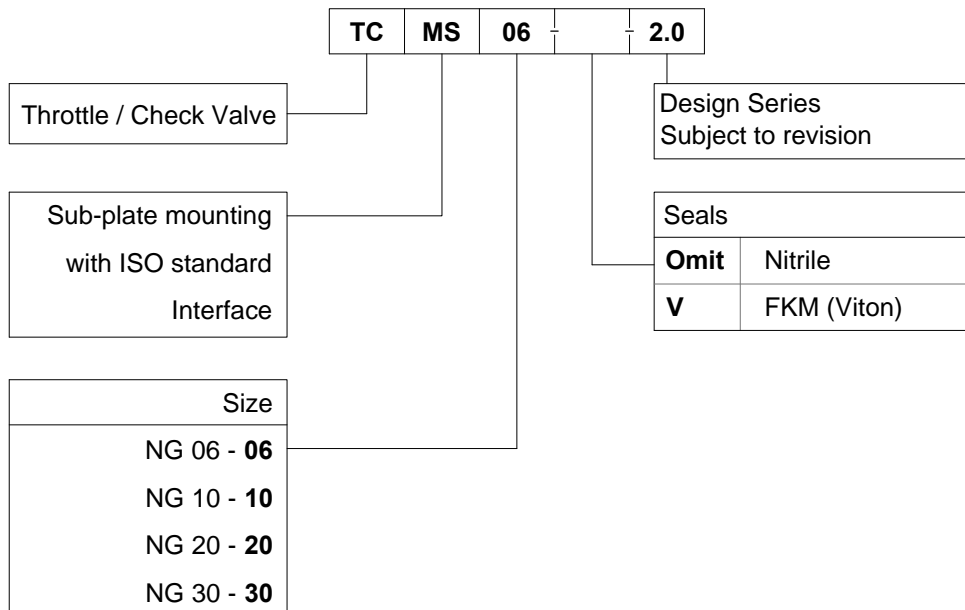 TC MS 06 - - 2.0
Throttle / Check Valve
Design Series
Subject to revision
Sub-plate mounting
with ISO standard
Interface
Seals
Omit Nitrile
V FKM (Viton)
Size
NG 06 - 06
NG 10 - 10
NG 20 - 20
NG 30 - 30